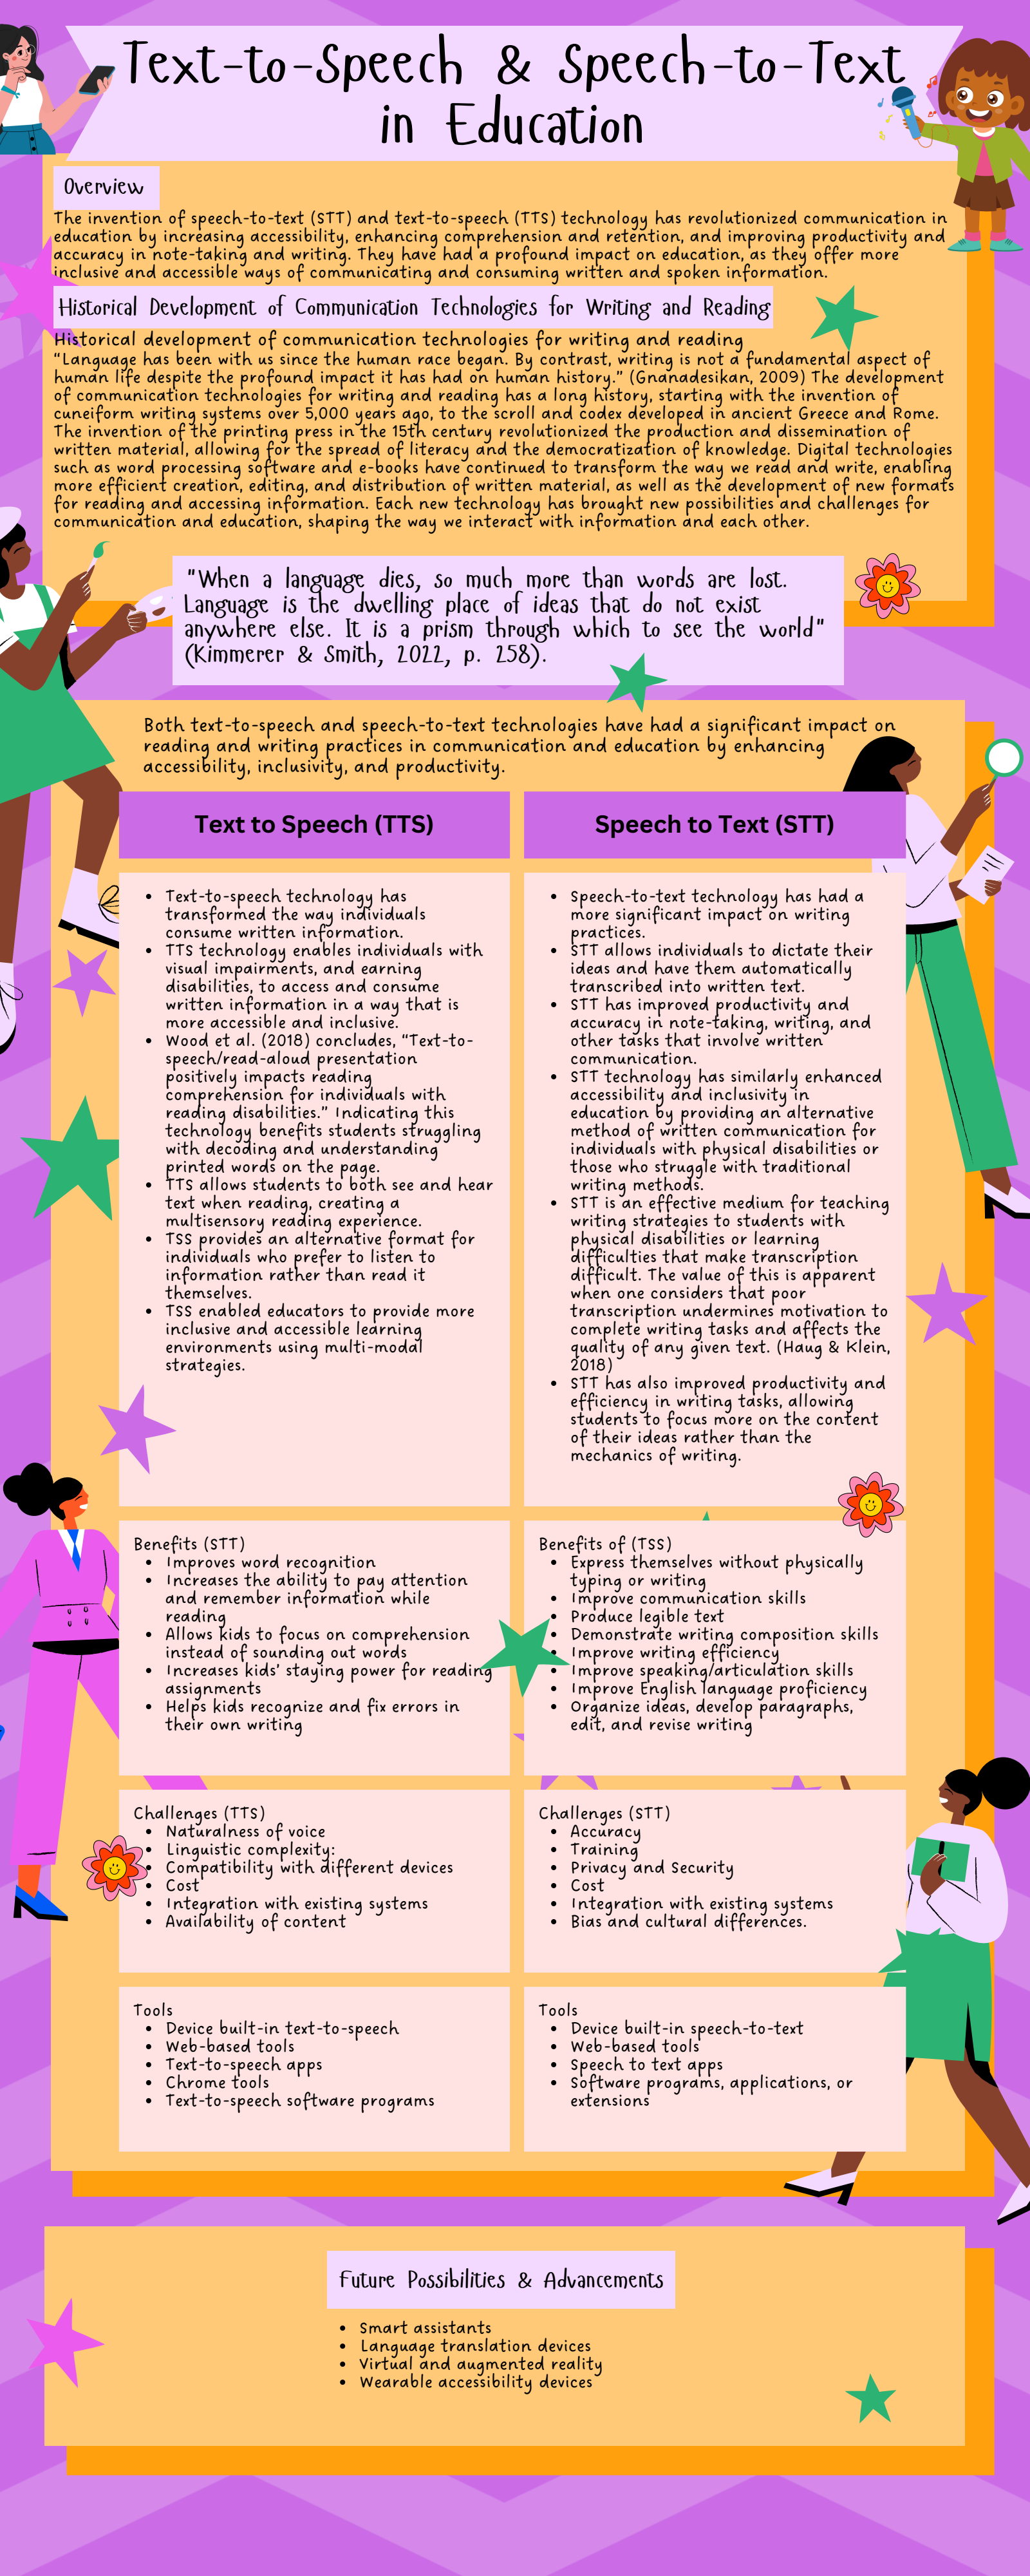 Text-to-Speech & Speech-to-Text
in Education
Overview
The invention of speech-to-text (STT) and text-to-speech (TTS) technology has revolutionized communication in
education by increasing accessibility, enhancing comprehension and retention, and improving productivity and
accuracy in note-taking and writing. They have had a profound impact on education, as they offer more
inclusive and accessible ways of communicating and consuming written and spoken information.
Historical Development of Communication Technologies for Writing and Reading
Historical development of communication technologies for writing and reading
“Language has been with us since the human race began. By contrast, writing is not a fundamental aspect of
human life despite the profound impact it has had on human history.” (Gnanadesikan, 2009) The development
of communication technologies for writing and reading has a long history, starting with the invention of
cuneiform writing systems over 5,000 years ago, to the scroll and codex developed in ancient Greece and Rome.
The invention of the printing press in the 15th century revolutionized the production and dissemination of
written material, allowing for the spread of literacy and the democratization of knowledge. Digital technologies
such as word processing software and e-books have continued to transform the way we read and write, enabling
more efficient creation, editing, and distribution of written material, as well as the development of new formats
for reading and accessing information. Each new technology has brought new possibilities and challenges for
communication and education, shaping the way we interact with information and each other.
"When a language dies, so much more than words are lost.
Language is the dwelling place of ideas that do not exist
anywhere else. It is a prism through which to see the world"
(Kimmerer & Smith, 2022, p. 258).
Both text-to-speech and speech-to-text technologies have had a significant impact on
reading and writing practices in communication and education by enhancing
accessibility, inclusivity, and productivity.
Text to Speech (TTS)
• Text-to-speech technology has
transformed the way individuals
consume written information.
• TTS technology enables individuals with
visual impairments, and earning
disabilities, to access and consume
written information in a way that is
more accessible and inclusive.
• Wood et al. (2018) concludes, “Text-to-
speech/read-aloud presentation
positively impacts reading
comprehension for individuals with
reading disabilities.” Indicating this
technology benefits students struggling
with decoding and understanding
printed words on the page.
• TTS allows students to both see and hear
text when reading, creating a
multisensory reading experience.
• TSS provides an alternative format for
individuals who prefer to listen to
information rather than read it
themselves.
• TSS enabled educators to provide more
inclusive and accessible learning
environments using multi-modal
strategies.
Speech to Text (STT)
• Speech-to-text technology has had a
more significant impact on writing
practices.
• STT allows individuals to dictate their
ideas and have them automatically
transcribed into written text.
• STT has improved productivity and
accuracy in note-taking, writing, and
other tasks that involve written
communication.
• STT technology has similarly enhanced
accessibility and inclusivity in
education by providing an alternative
method of written communication for
individuals with physical disabilities or
those who struggle with traditional
writing methods.
• STT is an effective medium for teaching
writing strategies to students with
physical disabilities or learning
difficulties that make transcription
difficult. The value of this is apparent
when one considers that poor
transcription undermines motivation to
complete writing tasks and affects the
quality of any given text. (Haug & Klein,
2018)
• STT has also improved productivity and
efficiency in writing tasks, allowing
students to focus more on the content
of their ideas rather than the
mechanics of writing.
Benefits (STT)
• Improves word recognition
• Increases the ability to pay attention
and remember information while
reading
• Allows kids to focus on comprehension
instead of sounding out words
• Increases kids’ staying power for reading
assignments
• Helps kids recognize and fix errors in
their own writing
Benefits of (TSS)
• Express themselves without physically
typing or writing
• Improve communication skills
• Produce legible text
• Demonstrate writing composition skills
• Improve writing efficiency
• Improve speaking/articulation skills
• Improve English language proficiency
• Organize ideas, develop paragraphs,
edit, and revise writing
Challenges (TTS)
• Naturalness of voice
• Linguistic complexity:
• Compatibility with different devices
• Cost
• Integration with existing systems
• Availability of content
Challenges (STT)
• Accuracy
• Training
• Privacy and Security
• Cost
• Integration with existing systems
• Bias and cultural differences.
Tools
• Device built-in text-to-speech
• Web-based tools
• Text-to-speech apps
• Chrome tools
• Text-to-speech software programs
Tools
• Device built-in speech-to-text
• Web-based tools
• Speech to text apps
• Software programs, applications, or
extensions
Future Possibilities & Advancements
• Smart assistants
• Language translation devices
• Virtual and augmented reality
• Wearable accessibility devices